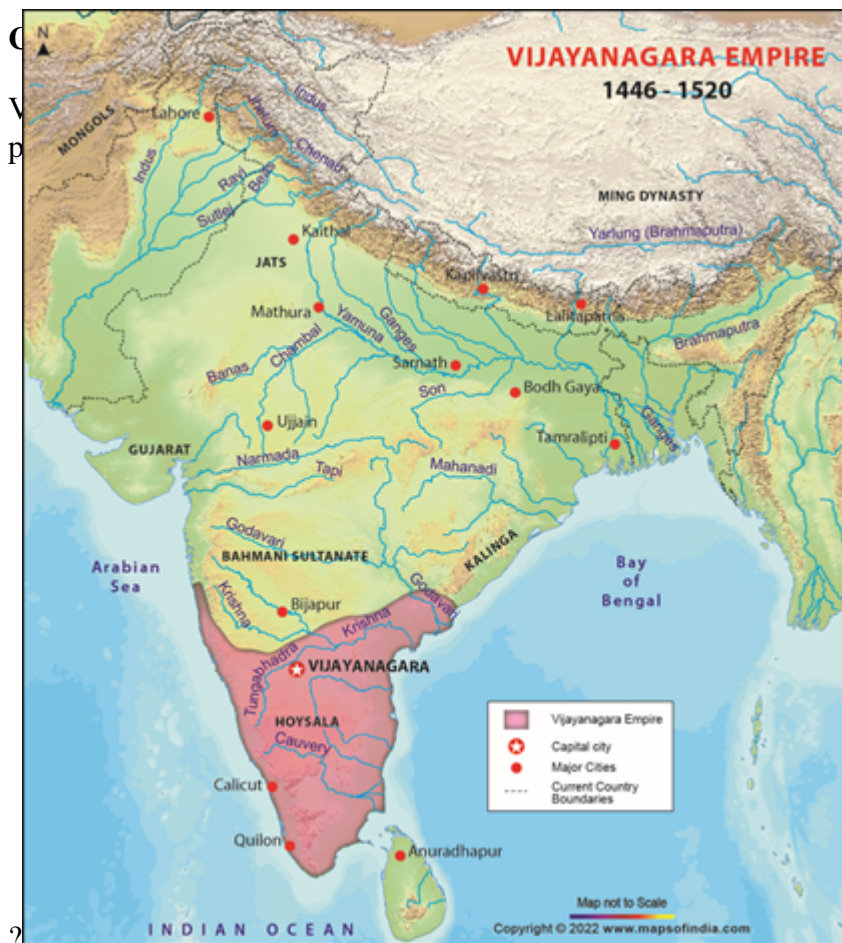 VIJAYANAGARA EMPIRE
1446 - 1520
N
MONGOLS
Lahore
Indus
Jhelum
Indus
Chenab
Ravi
Beas
Sutlej
MING DYNASTY
Yarlung (Brahmaputra)
Kaithal
JATS
Kapilvastu
Lalitapatna
Mathura
Yamuna
Ganges
Brahmaputra
Banas
Chambal
Sarnath
Son
Bodh Gaya
Ujjain
Tamralipti
Ganges
GUJARAT
Narmada
Tapi
Mahanadi
Godavari
BAHMANI SULTANATE
KALINGA
Arabian
Sea
Bay
of
Bengal
Godavari
Krishna
Bijapur
Krishna
Tungabhadra
VIJAYANAGARA
HOYSALA
Cauvery
Calicut
Quilon
Anuradhapur
Vijayanagara Empire
Capital city
Major Cities
Current Country
Boundaries
Map not to Scale
INDIAN OCEAN
Copyright © 2022 www.mapsofindia.com
?